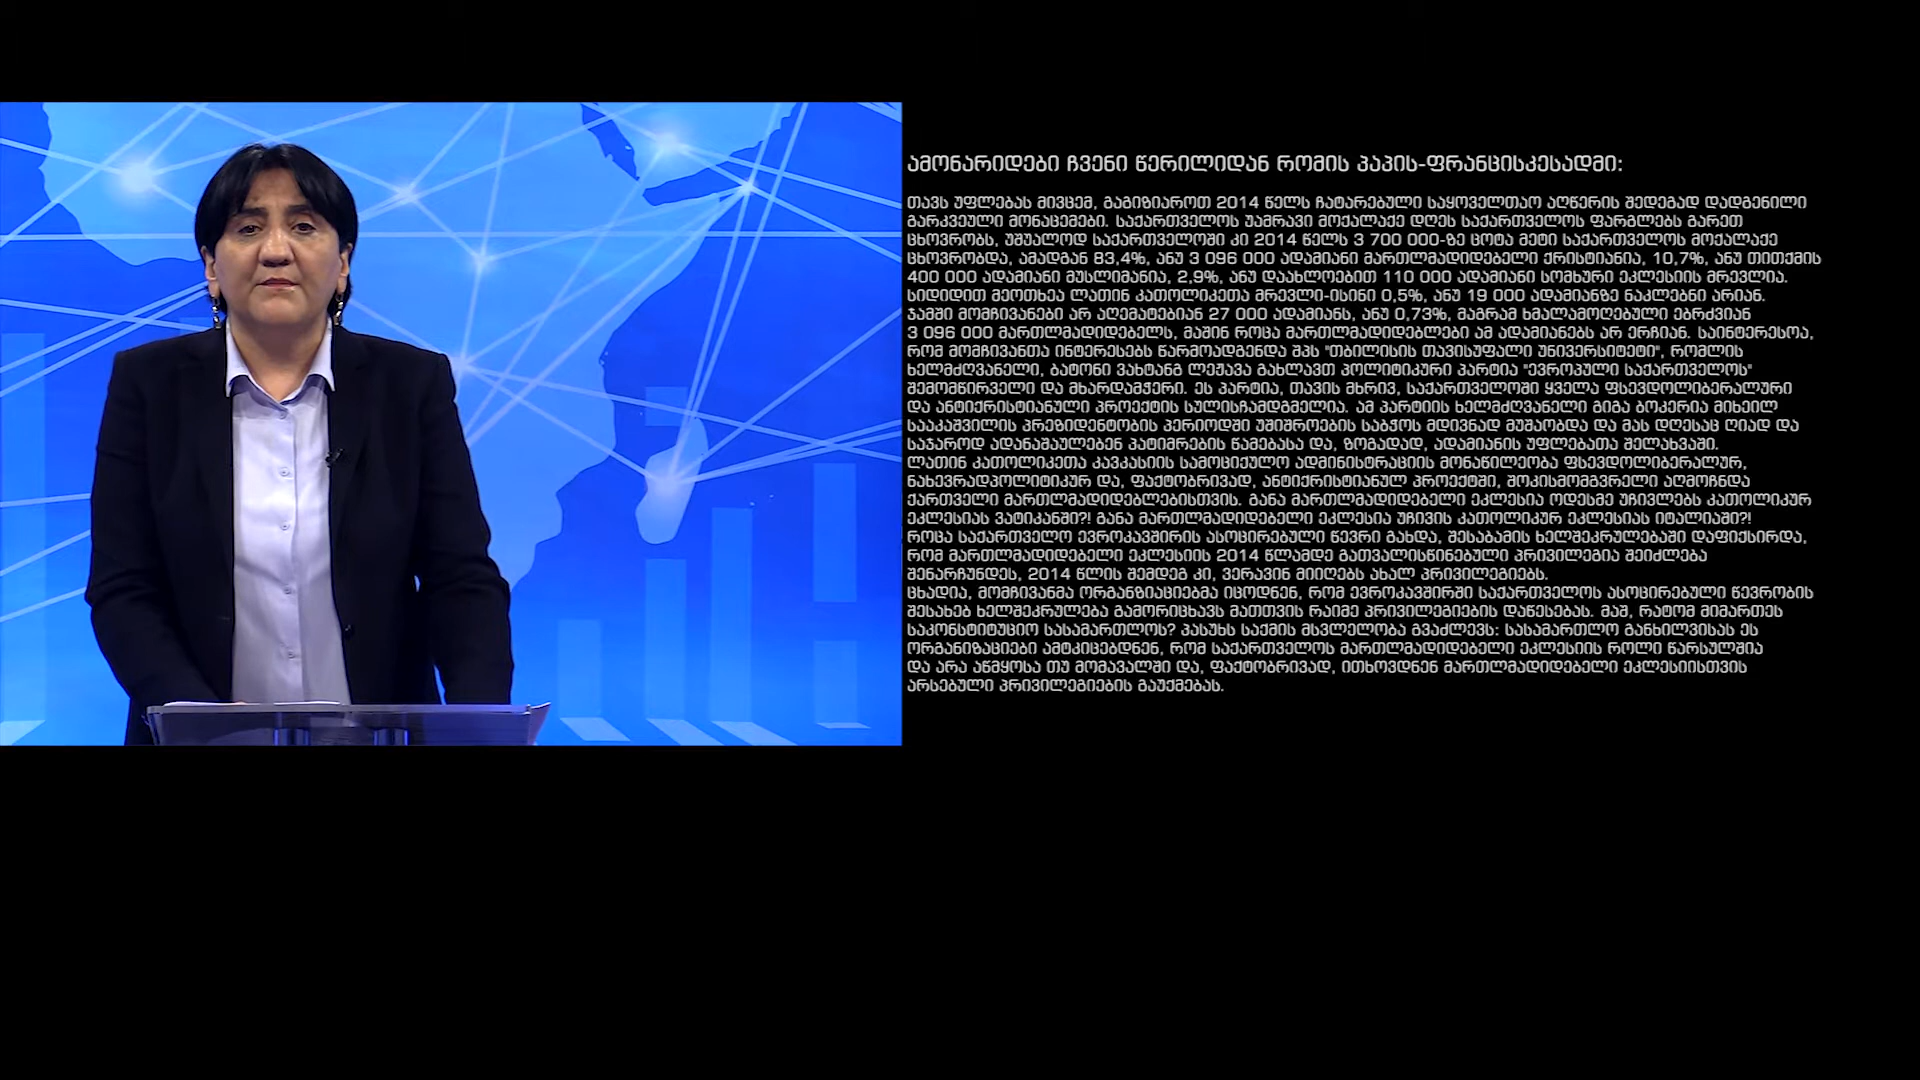 ამონარიდები ჩვენი წერილიდან რომის პაპის-ფრანცისკესადმი:
თავს უფლებას მივცემ, გაგიზიაროთ 2014 წელს ჩატარებული საყოველთაო აღწერის შედეგად დადგენილი
გარკვეული მონაცემები. საქართველოს უამრავი მოქალაქე დღეს საქართველოს ფარგლებს გარეთ
ცხოვრობს, უშუალოდ საქართველოში კი 2014 წელს 3 700 000-ზე ცოტა მეტი საქართველოს მოქალაქე
ცხოვრობდა, ამადგან 83,4%, ანუ 3 096 000 ადამიანი მართლმადიდებელი ქრისტიანია, 10,7%, ანუ თითქმის
400 000 ადამიანი მუსლიმანია, 2,9%, ანუ დაახლოებით 110 000 ადამიანი სომხური ეკლესიის მრევლია.
სიდიდით მეოთხეა ლათინ კათოლიკეთა მრევლი-ისინი 0,5%, ანუ 19 000 ადამიანზე ნაკლებნი არიან.
ჯამში მომჩივანები არ აღემატებიან 27 000 ადამიანს, ანუ 0,73%, მაგრამ ხმალამოღებული ებრძვიან
3 096 000 მართლმადიდებელს, მაშინ როცა მართლმადიდებლები ამ ადამიანებს არ ერჩიან. საინტერესოა,
რომ მომჩივანთა ინტერესებს წარმოადგენდა შპს "თბილისის თავისუფალი უნივერსიტეტი", რომლის
ხელმძღვანელი, ბატონი ვახტანგ ლეჟავა გახლავთ პოლიტიკური პარტია "ევროპული საქართველოს"
შემომწირველი და მხარდამჭერი. ეს პარტია, თავის მხრივ, საქართველოში ყველა ფსევდოლიბერალური
და ანტიქრისტიანული პროექტის სულისჩამდგმელია. ამ პარტიის ხელმძღვანელი გიგა ბოკერია მიხეილ
სააკაშვილის პრეზიდენტობის პერიოდში უშიშროების საბჭოს მდივნად მუშაობდა და მას დღესაც ღიად და
საჯაროდ ადანაშაულებენ პატიმრების წამებასა და, ზოგადად, ადამიანის უფლებათა შელახვაში.
ლათინ კათოლიკეთა კავკასიის სამოციქულო ადმინისტრაციის მონაწილეობა ფსევდოლიბერალურ,
ნახევრადპოლიტიკურ და, ფაქტობრივად, ანტიქრისტიანულ პროექტში, შოკისმომგვრელი აღმოჩნდა
ქართველი მართლმადიდებლებისთვის. განა მართლმადიდებელი ეკლესია ოდესმე უჩივლებს კათოლიკურ
ეკლესიას ვატიკანში?! განა მართლმადიდებელი ეკლესია უჩივის კათოლიკურ ეკლესიას იტალიაში?!
როცა საქართველო ევროკავშირის ასოცირებული წევრი გახდა, შესაბამის ხელშეკრულებაში დაფიქსირდა,
რომ მართლმადიდებელი ეკლესიის 2014 წლამდე გათვალისწინებული პრივილეგია შეიძლება
შენარჩუნდეს, 2014 წლის შემდეგ კი, ვერავინ მიიღებს ახალ პრივილეგიებს.
ცხადია, მომჩივანმა ორგანზიაციებმა იცოდნენ, რომ ევროკავშირში საქართველოს ასოცირებული წევრობის
შესახებ ხელშეკრულება გამორიცხავს მათთვის რაიმე პრივილეგიების დაწესებას. მაშ, რატომ მიმართეს
საკონსტიტუციო სასამართლოს? პასუხს საქმის მსვლელობა გვაძლევს: სასამართლო განხილვისას ეს
ორგანიზაციები ამტკიცებდნენ, რომ საქართველოს მართლმადიდებელი ეკლესიის როლი წარსულშია
და არა აწმყოსა თუ მომავალში და, ფაქტობრივად, ითხოვდნენ მართლმადიდებელი ეკლესიისთვის
არსებული პრივილეგიების გაუქმებას.